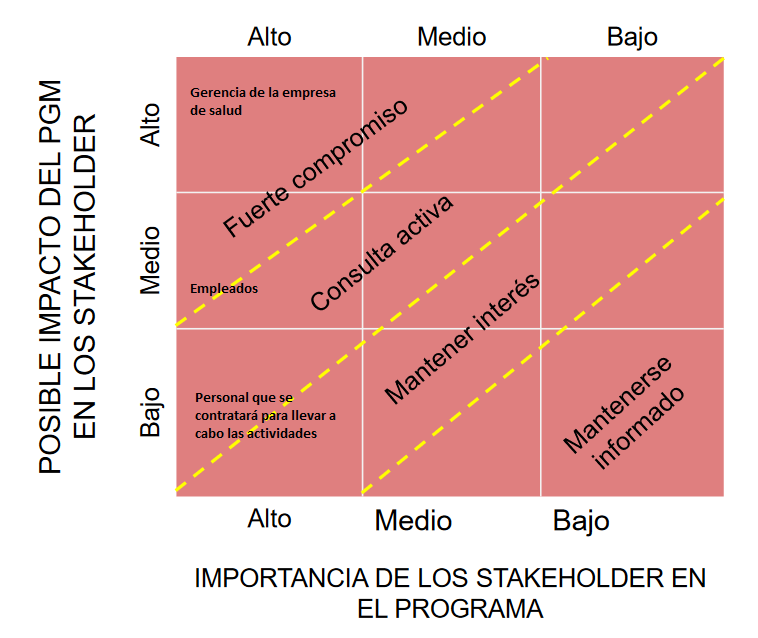 Alto Medio Bajo
POSIBLE IMPACTO DEL PGM
EN LOS STAKEHOLDER
Alto
Gerencia de la empresa
de salud
Fuerte compromiso
Medio
Consulta activa
Empleados
Mantener interés
Bajo
Personal que se
contratará para llevar a
cabo las actividades
Mantenerse
informado
Alto Medio Bajo
IMPORTANCIA DE LOS STAKEHOLDER EN
EL PROGRAMA